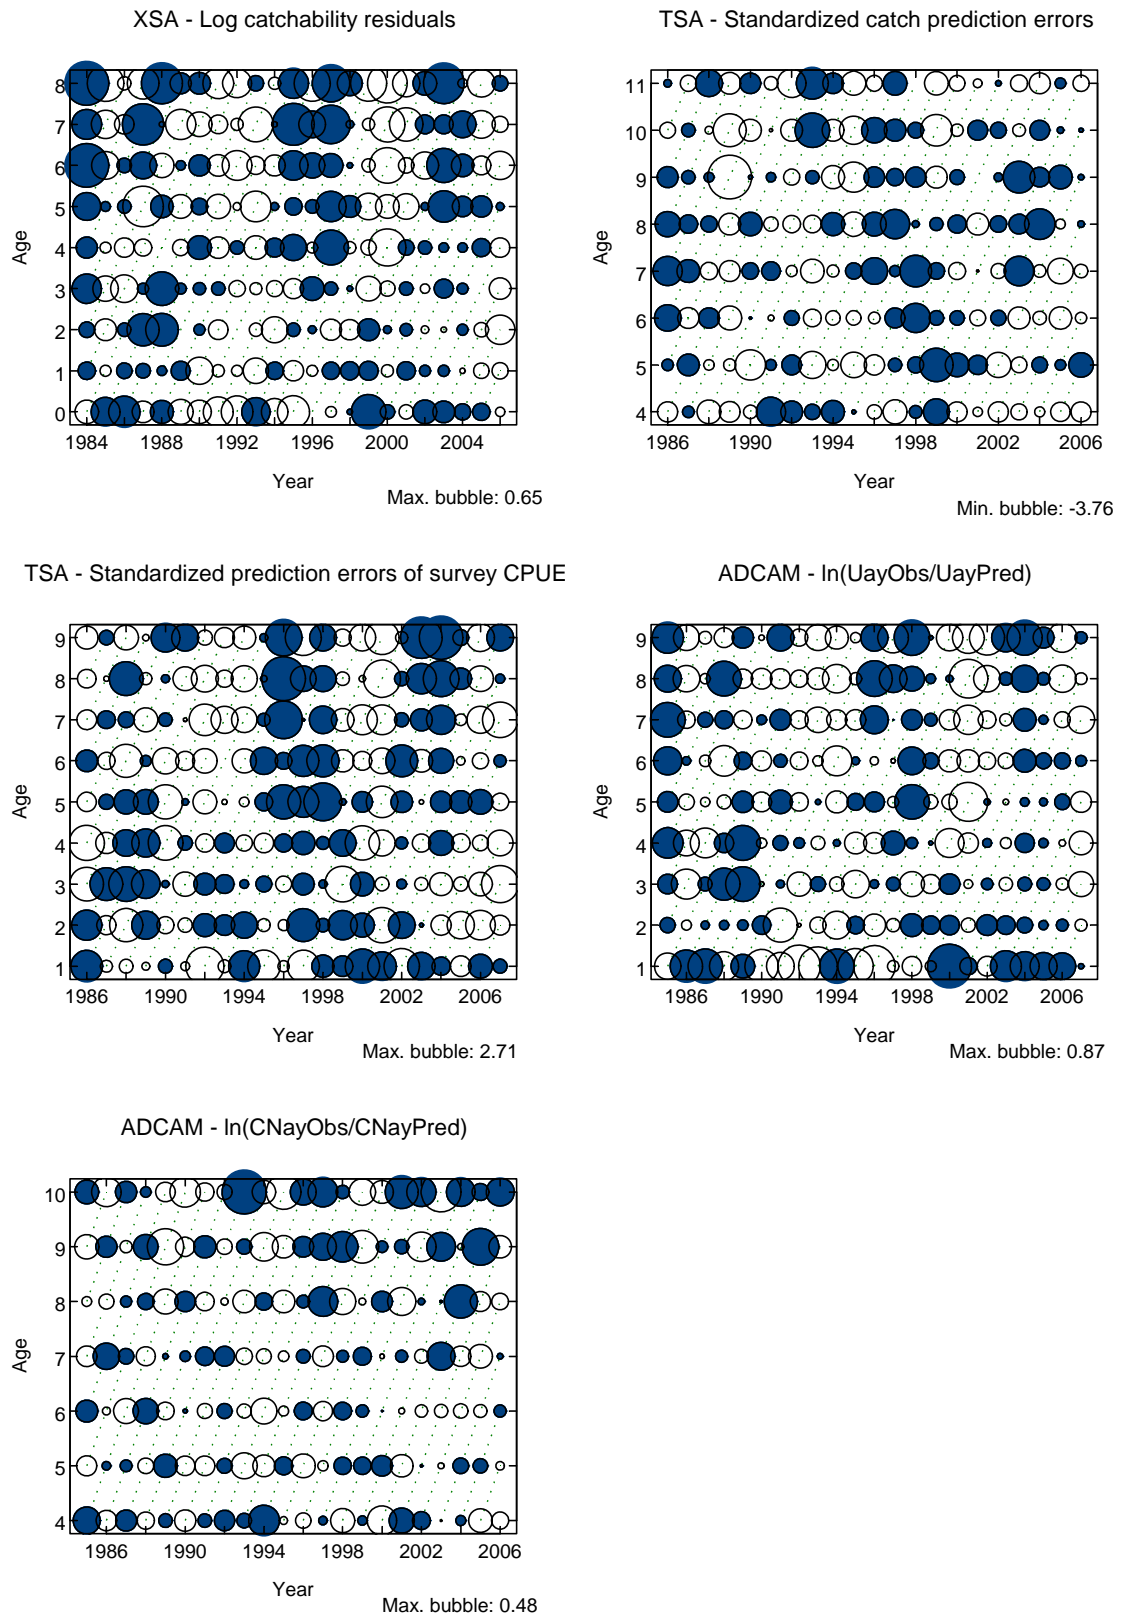 XSA - Log catchability residuals
8
7
6
5
4
3
2
1
0
Age
1984 1988 1992 1996 2000 2004
Year
Max. bubble: 0.65
TSA - Standardized catch prediction errors
11
10
9
8
7
6
5
4
Age
1986 1990 1994 1998 2002 2006
Year
Min. bubble: -3.76
TSA - Standardized prediction errors of survey CPUE
9
8
7
6
5
4
3
2
1
Age
1986 1990 1994 1998 2002 2006
Year
Max. bubble: 2.71
ADCAM - ln(UayObs/UayPred)
9
8
7
6
5
4
3
2
1
Age
1986 1990 1994 1998 2002 2006
Year
Max. bubble: 0.87
ADCAM - ln(CNayObs/CNayPred)
10
9
8
7
6
5
4
Age
1986 1990 1994 1998 2002 2006
Year
Max. bubble: 0.48